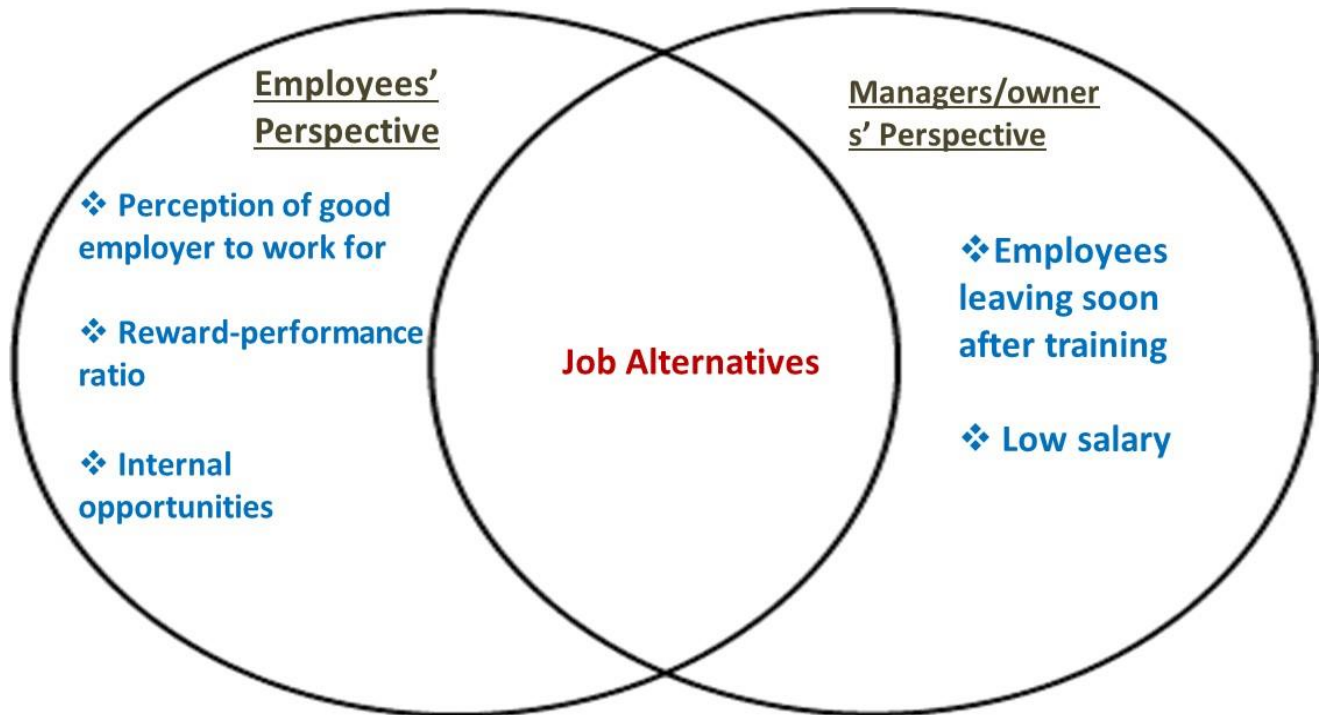 Employees’
Perspective
❖ Perception of good
employer to work for
❖ Reward-performance
ratio
❖ Internal
opportunities
Job Alternatives
Managers/owner
s’ Perspective
❖Employees
leaving soon
after training
❖ Low salary